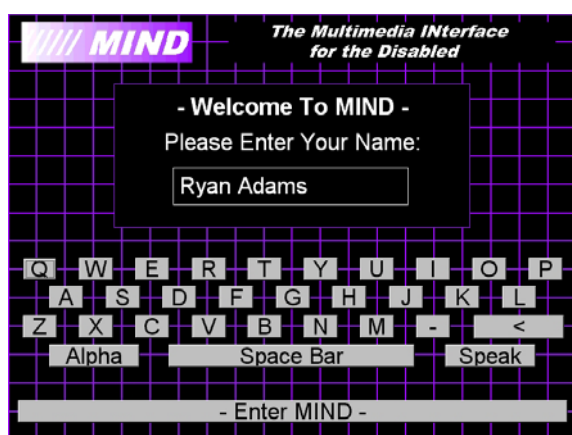 MIND
The Multimedia INterface
for the Disabled
- Welcome To MIND -
Please Enter Your Name:
Ryan Adams
Q W E R T Y U I O P
A S D F G H J K L
Z X C V B N M - <
Alpha Space Bar Speak
- Enter MIND -